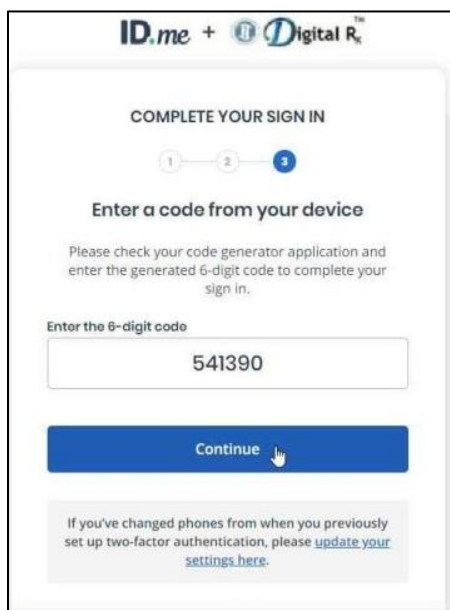 ID.me + Digital Rx™
COMPLETE YOUR SIGN IN
1 2 3
Enter a code from your device
Please check your code generator application and
enter the generated 6-digit code to complete your
sign in.
Enter the 6-digit code
541390
Continue
If you've changed phones from when you previously
set up two-factor authentication, please update your
settings here.